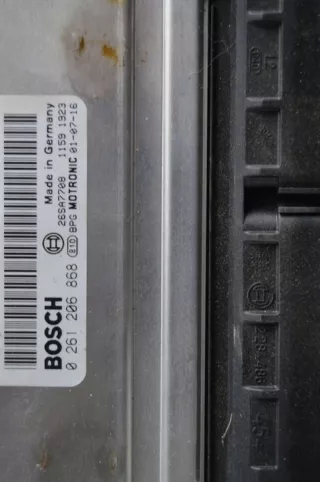 Made in Germany
26SA7708 1159 1923
BPG MOTRONIC 01-07-16
BOSCH
0 261 206 868